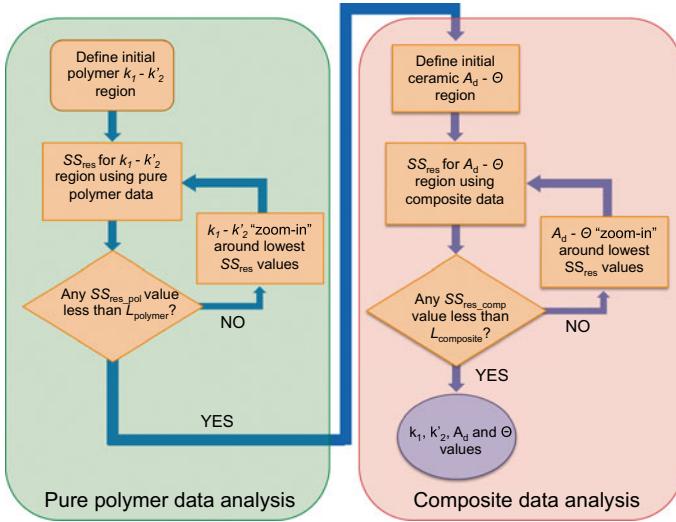 Define initial
polymer k₁ - k'₂
region
SSres for k₁ - k'₂
region using pure
polymer data
k₁ - k'₂ “zoom-in”
around lowest
SSres values
Any SSres_pol value
less than Lpolymer?
NO
YES
Pure polymer data analysis
Define initial
ceramic Ad - Θ
region
SSres for Ad - Θ
region using
composite data
Ad - Θ “zoom-in”
around lowest
SSres values
Any SSres_comp
value less than
Lcomposite?
NO
YES
k₁, k'₂, Ad and Θ
values
Composite data analysis